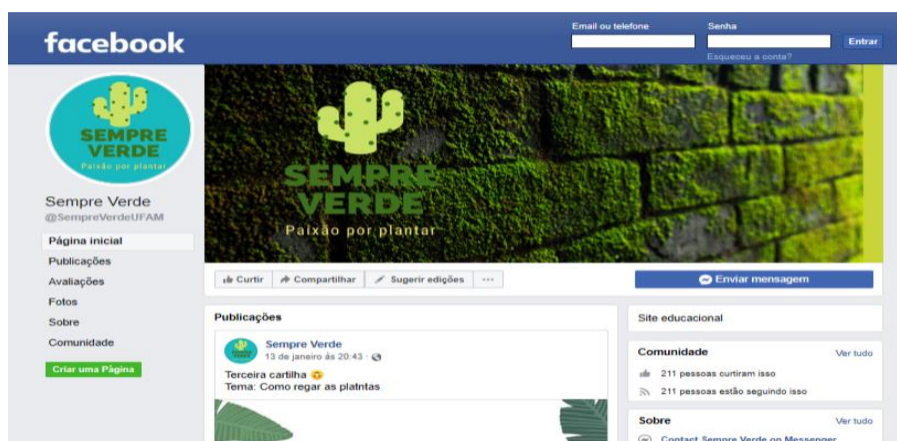 facebook
Email ou telefone
Senha
Entrar
Esqueceu a conta?
SEMPRE
VERDE
Paixão por plantar
Sempre Verde
@SempreVerdeUFAM
Página inicial
Publicações
Avaliações
Fotos
Sobre
Comunidade
Criar uma Página
SEMPRE
VERDE
Paixão por plantar
Curtir
Compartilhar
Sugerir edições
Enviar mensagem
Publicações
Sempre Verde
13 de janeiro às 20:43
Terceira cartilha
Tema: Como regar as platntas
Site educacional
Comunidade Ver tudo
211 pessoas curtiram isso
211 pessoas estão seguindo isso
Sobre Ver tudo
Contact Sempre Verde on Messenger